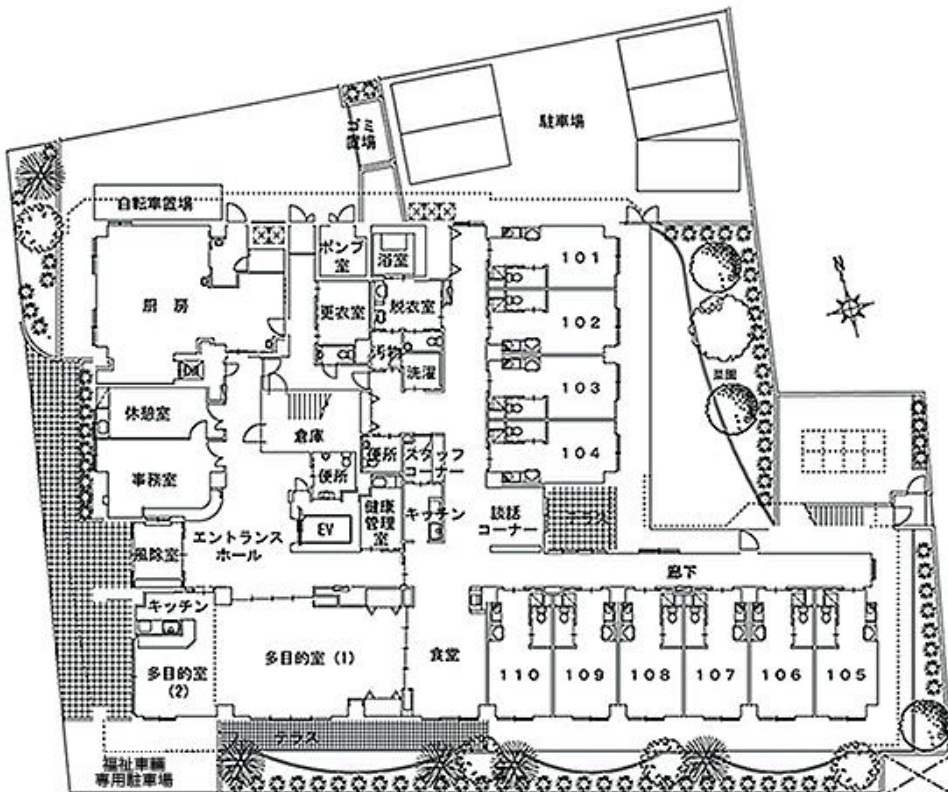 ゴミ
置場
駐車場
自転車置場
ポンプ
室
浴室
101
厨房
更衣室
脱衣室
102
N
汚物
洗濯
103
菜園
DW
休憩室
倉庫
104
便所
スタッフ
コーナー
事務室
便所
健康
管理
室
キッチン
談話
コーナー
テラス
エントランス
ホール
EV
風除室
廊下
キッチン
多目的室
(2)
多目的室(1)
食堂
110
109
108
107
106
105
テラス
福祉車輛
専用駐車場